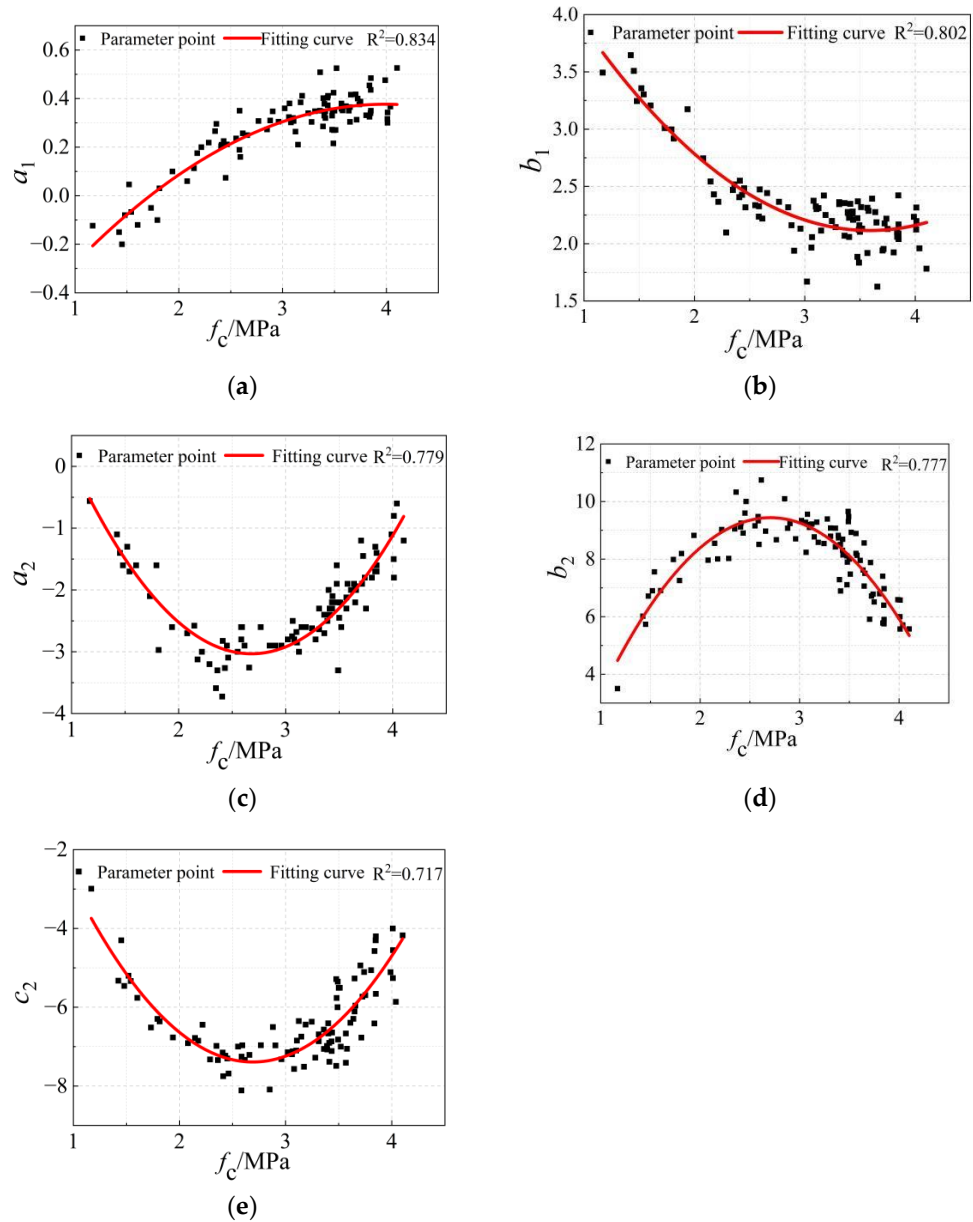 0.6
0.4
0.2
0.0
−0.2
−0.4
a1
Parameter point Fitting curve R2=0.834
1 2 3 4
fc/MPa
(a)
4.0
3.5
3.0
2.5
2.0
1.5
b1
Parameter point Fitting curve R2=0.802
1 2 3 4
fc/MPa
(b)
0
−1
−2
−3
−4
a2
Parameter point Fitting curve R2=0.779
1 2 3 4
fc/MPa
(c)
12
10
8
6
4
b2
Parameter point Fitting curve R2=0.777
1 2 3 4
fc/MPa
(d)
−2
−4
−6
−8
c2
Parameter point Fitting curve R2=0.717
1 2 3 4
fc/MPa
(e)